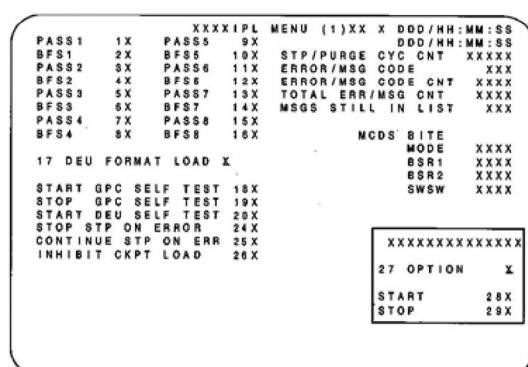 XXXXIPL MENU (1)XX X DDD/HH:MM:SS
PASS1 1X PASS5 9X DDD/HH:MM:SS
BFS1 2X BFS5 10X STP/PURGE CYC CNT XXXXX
PASS2 3X PASS6 11X ERROR/MSG CODE XXX
BFS2 4X BFS6 12X ERROR/MSG CODE CNT XXXX
PASS3 5X PASS7 13X TOTAL ERR/MSG CNT XXXX
BFS3 6X BFS7 14X MSGS STILL IN LIST XXX
PASS4 7X PASS8 15X
BFS4 8X BFS8 16X MCDS BITE
MODE XXXX
17 DEU FORMAT LOAD X
BSR1 XXXX
BSR2 XXXX
START GPC SELF TEST 18X SWSW XXXX
STOP GPC SELF TEST 19X
START DEU SELF TEST 20X
STOP STP ON ERROR 24X
CONTINUE STP ON ERR 25X
INHIBIT CKPT LOAD 26X
XXXXXXXXXXXXXX
27 OPTION X
START 28X
STOP 29X